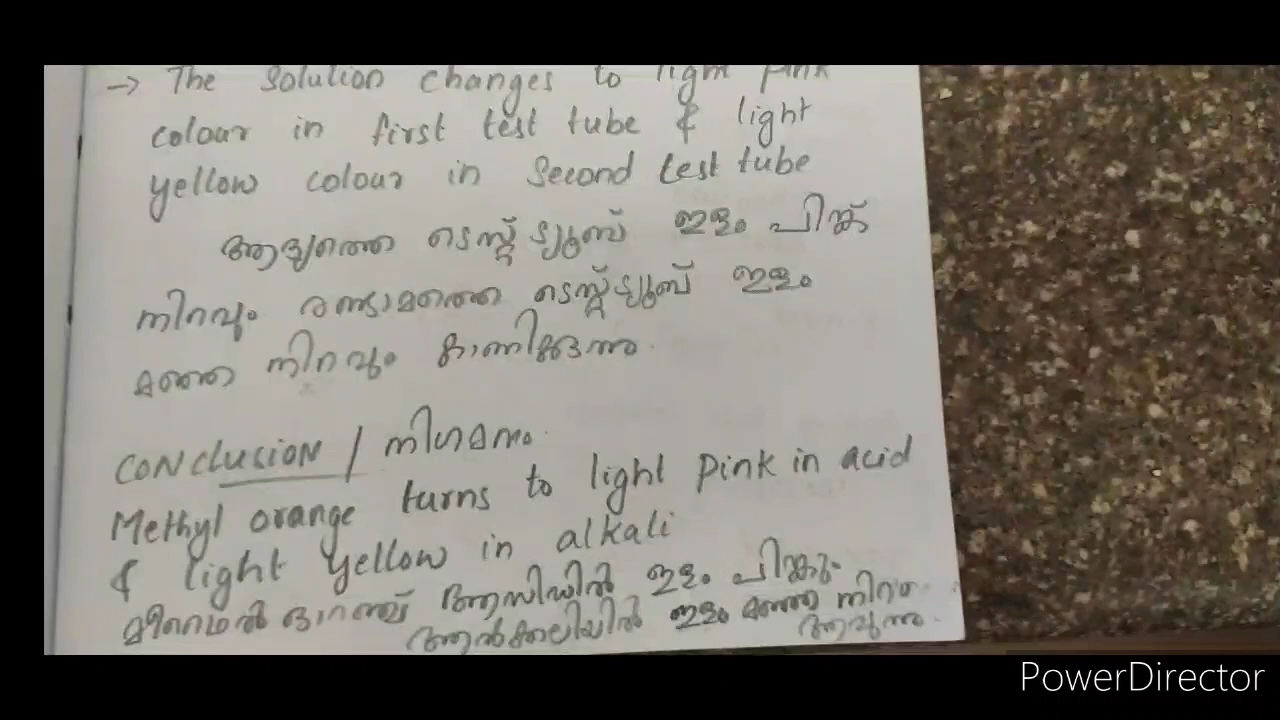 → The solution changes to light pink
colour in first test tube & light
yellow colour in second test tube
ആദ്യത്തെ ടെസ്റ്റ് ട്യൂബ് ഇളം പിങ്ക്
നിറവും രണ്ടാമത്തെ ടെസ്റ്റ്ട്യൂബ് ഇളം
മഞ്ഞ നിറവും കാണിക്കുന്നു.
CONCLUSION / നിഗമനം.
Methyl orange turns to light pink in acid
& light yellow in alkali
മീഥൈൽ ഓറഞ്ച് ആസിഡിൽ ഇളം പിങ്കും
ആൽക്കലിയിൽ ഇളം മഞ്ഞ നിറം
ആവുന്നു.
PowerDirector